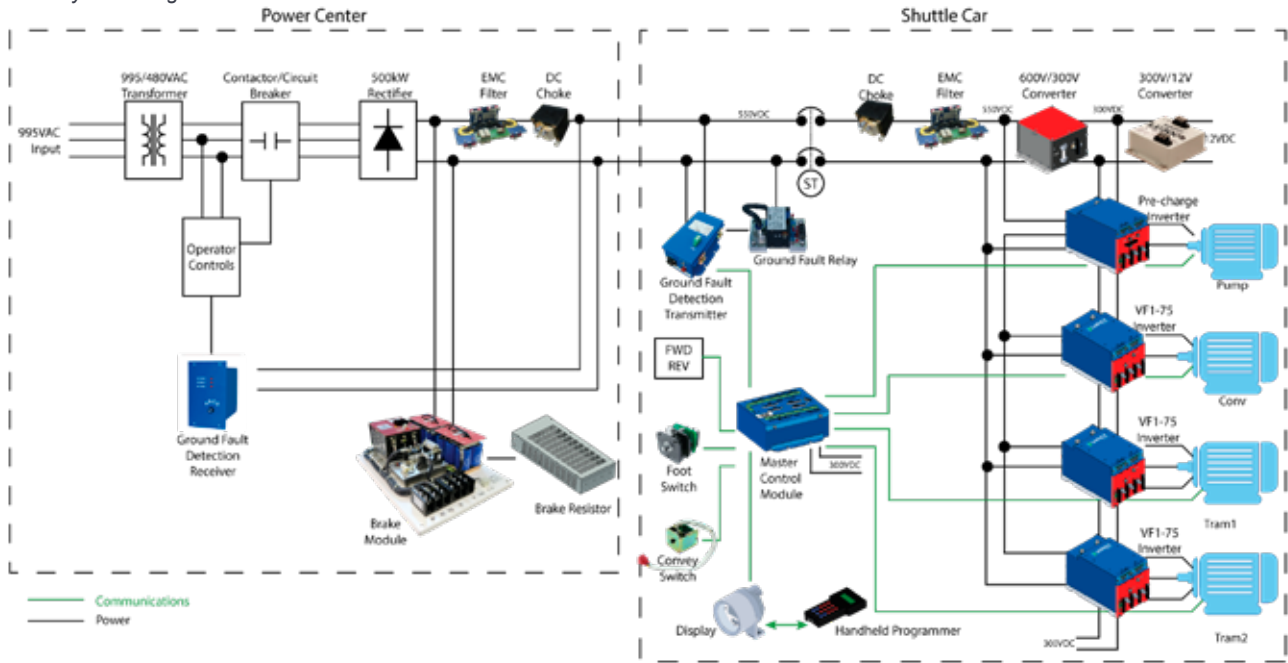 Power Center
Shuttle Car
995/480VAC
Transformer
Contactor/Circuit
Breaker
500kW
Rectifier
EMC
Filter
DC
Choke
995VAC
Input
Operator
Controls
Ground Fault
Detection
Receiver
Brake
Module
Brake Resistor
Communications
Power
550VDC
ST
DC
Choke
EMC
Filter
550VDC
600V/300V
Converter
300VDC
300V/12V
Converter
12VDC
Ground Fault
Detection
Transmitter
Ground Fault Relay
FWD
REV
Foot
Switch
Convey
Switch
Master
Control
Module
300VDC
Display
Handheld Programmer
Pre-charge
Inverter
Pump
VF1-75
Inverter
Conv
VF1-75
Inverter
Tram1
VF1-75
Inverter
Tram2
300VDC